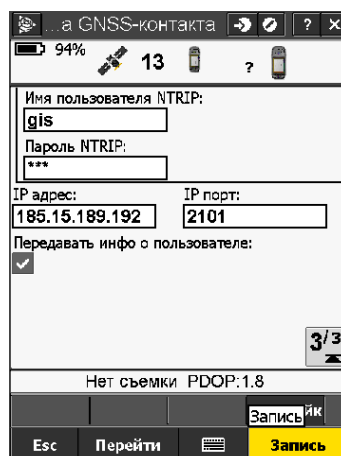 ...а GNSS-контакта ? ×
94% 13 ?
Имя пользователя NTRIP:
gis
Пароль NTRIP:
***
IP адрес: IP порт:
185.15.189.192 2101
Передавать инфо о пользователе:
3/3
Нет съемки PDOP:1.8
Запись йк
Esc Перейти Запись